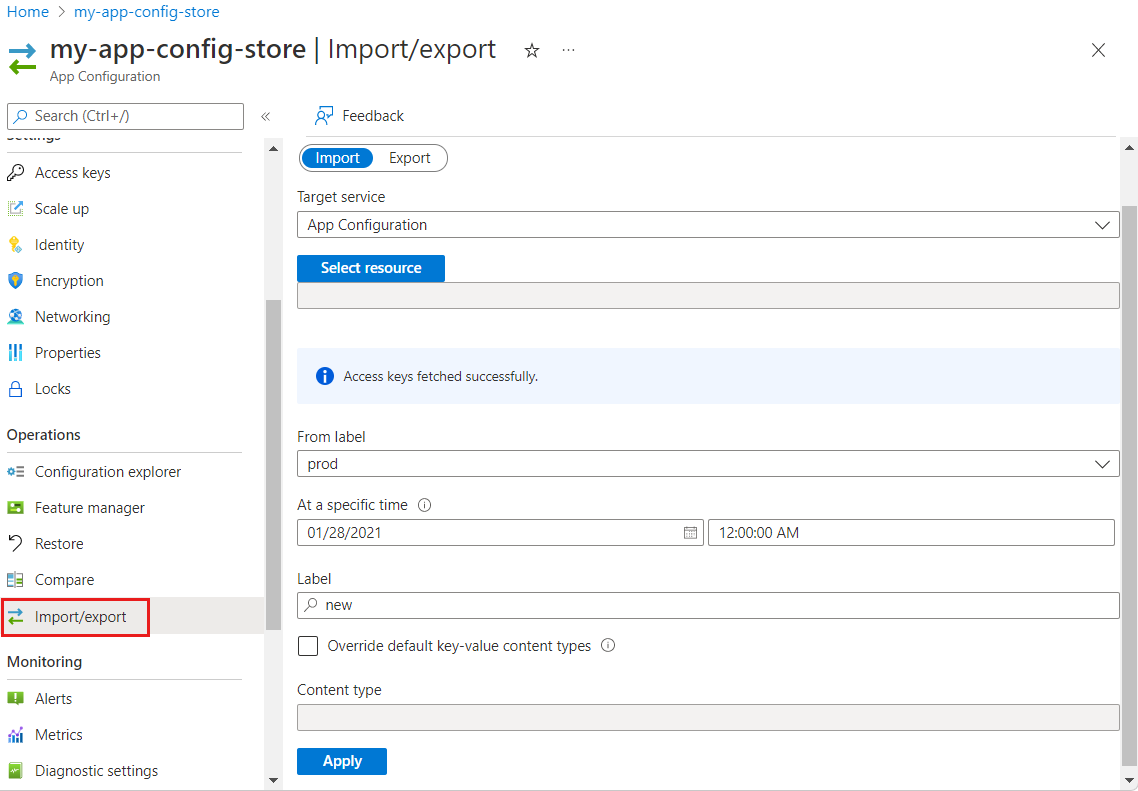 Home > my-app-config-store
my-app-config-store | Import/export
App Configuration
Search (Ctrl+/)
«
Feedback
Settings
Access keys
Scale up
Identity
Encryption
Networking
Properties
Locks
Operations
Configuration explorer
Feature manager
Restore
Compare
Import/export
Monitoring
Alerts
Metrics
Diagnostic settings
Import Export
Target service
App Configuration
Select resource
Access keys fetched successfully.
From label
prod
At a specific time
01/28/2021 12:00:00 AM
Label
new
Override default key-value content types
Content type
Apply